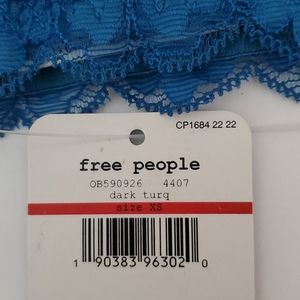 CP1684 22 22
free people
OB590926 4407
dark turq
size XS
1 90383 96302 0